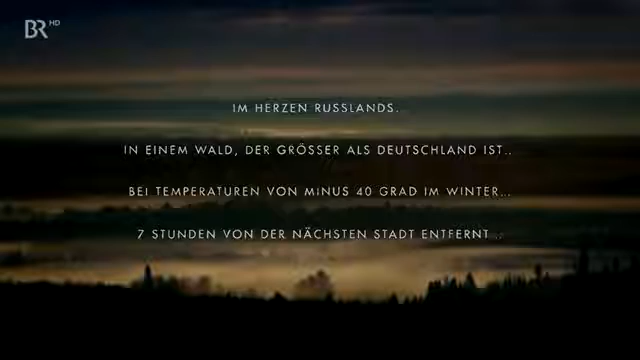 BR HD
IM HERZEN RUSSLANDS.
IN EINEM WALD, DER GRÖSSER ALS DEUTSCHLAND IST..
BEI TEMPERATUREN VON MINUS 40 GRAD IM WINTER...
7 STUNDEN VON DER NÄCHSTEN STADT ENTFERNT...